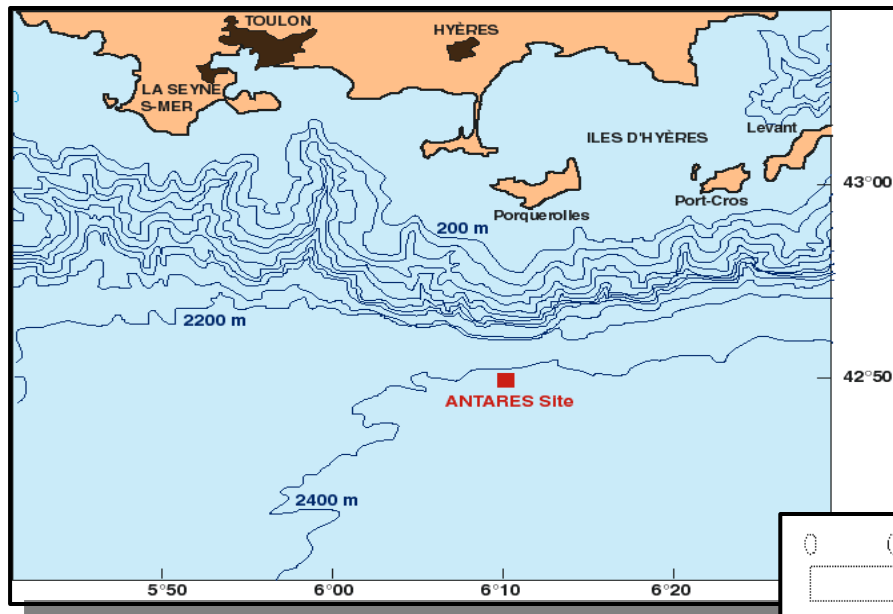 TOULON
HYÈRES
LA SEYNE
S-MER
ILES D'HYÈRES
Levant
43°00
Port-Cros
Porquerolles
200 m
2200 m
42°50
ANTARES Site
2400 m
5°50
6°00
6°10
6°20
0